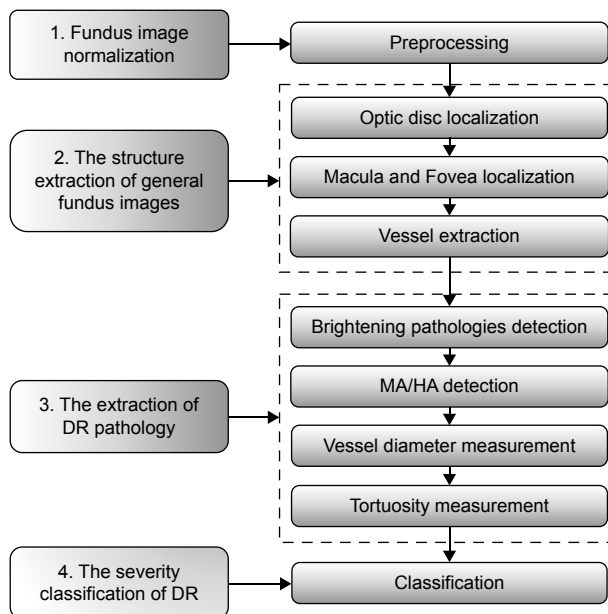 1. Fundus image
normalization
Preprocessing
Optic disc localization
2. The structure
extraction of general
fundus images
Macula and Fovea localization
Vessel extraction
Brightening pathologies detection
MA/HA detection
3. The extraction of
DR pathology
Vessel diameter measurement
Tortuosity measurement
4. The severity
classification of DR
Classification